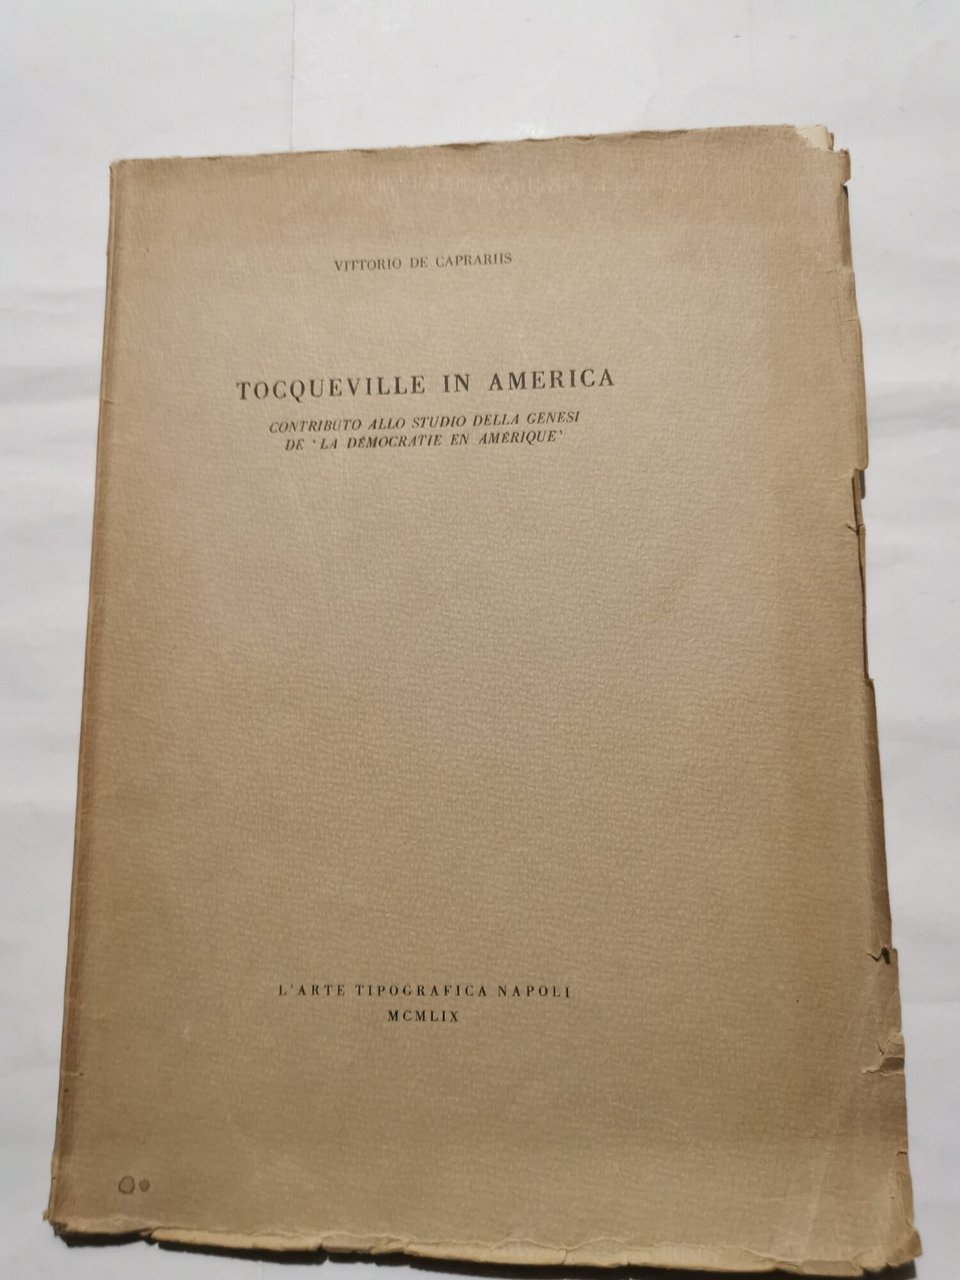 VITTORIO DE CAPRARIIS
TOCQUEVILLE IN AMERICA
CONTRIBUTO ALLO STUDIO DELLA GENESI
DE ‘LA DÉMOCRATIE EN AMÉRIQUE’
L'ARTE TIPOGRAFICA NAPOLI
MCMLIX